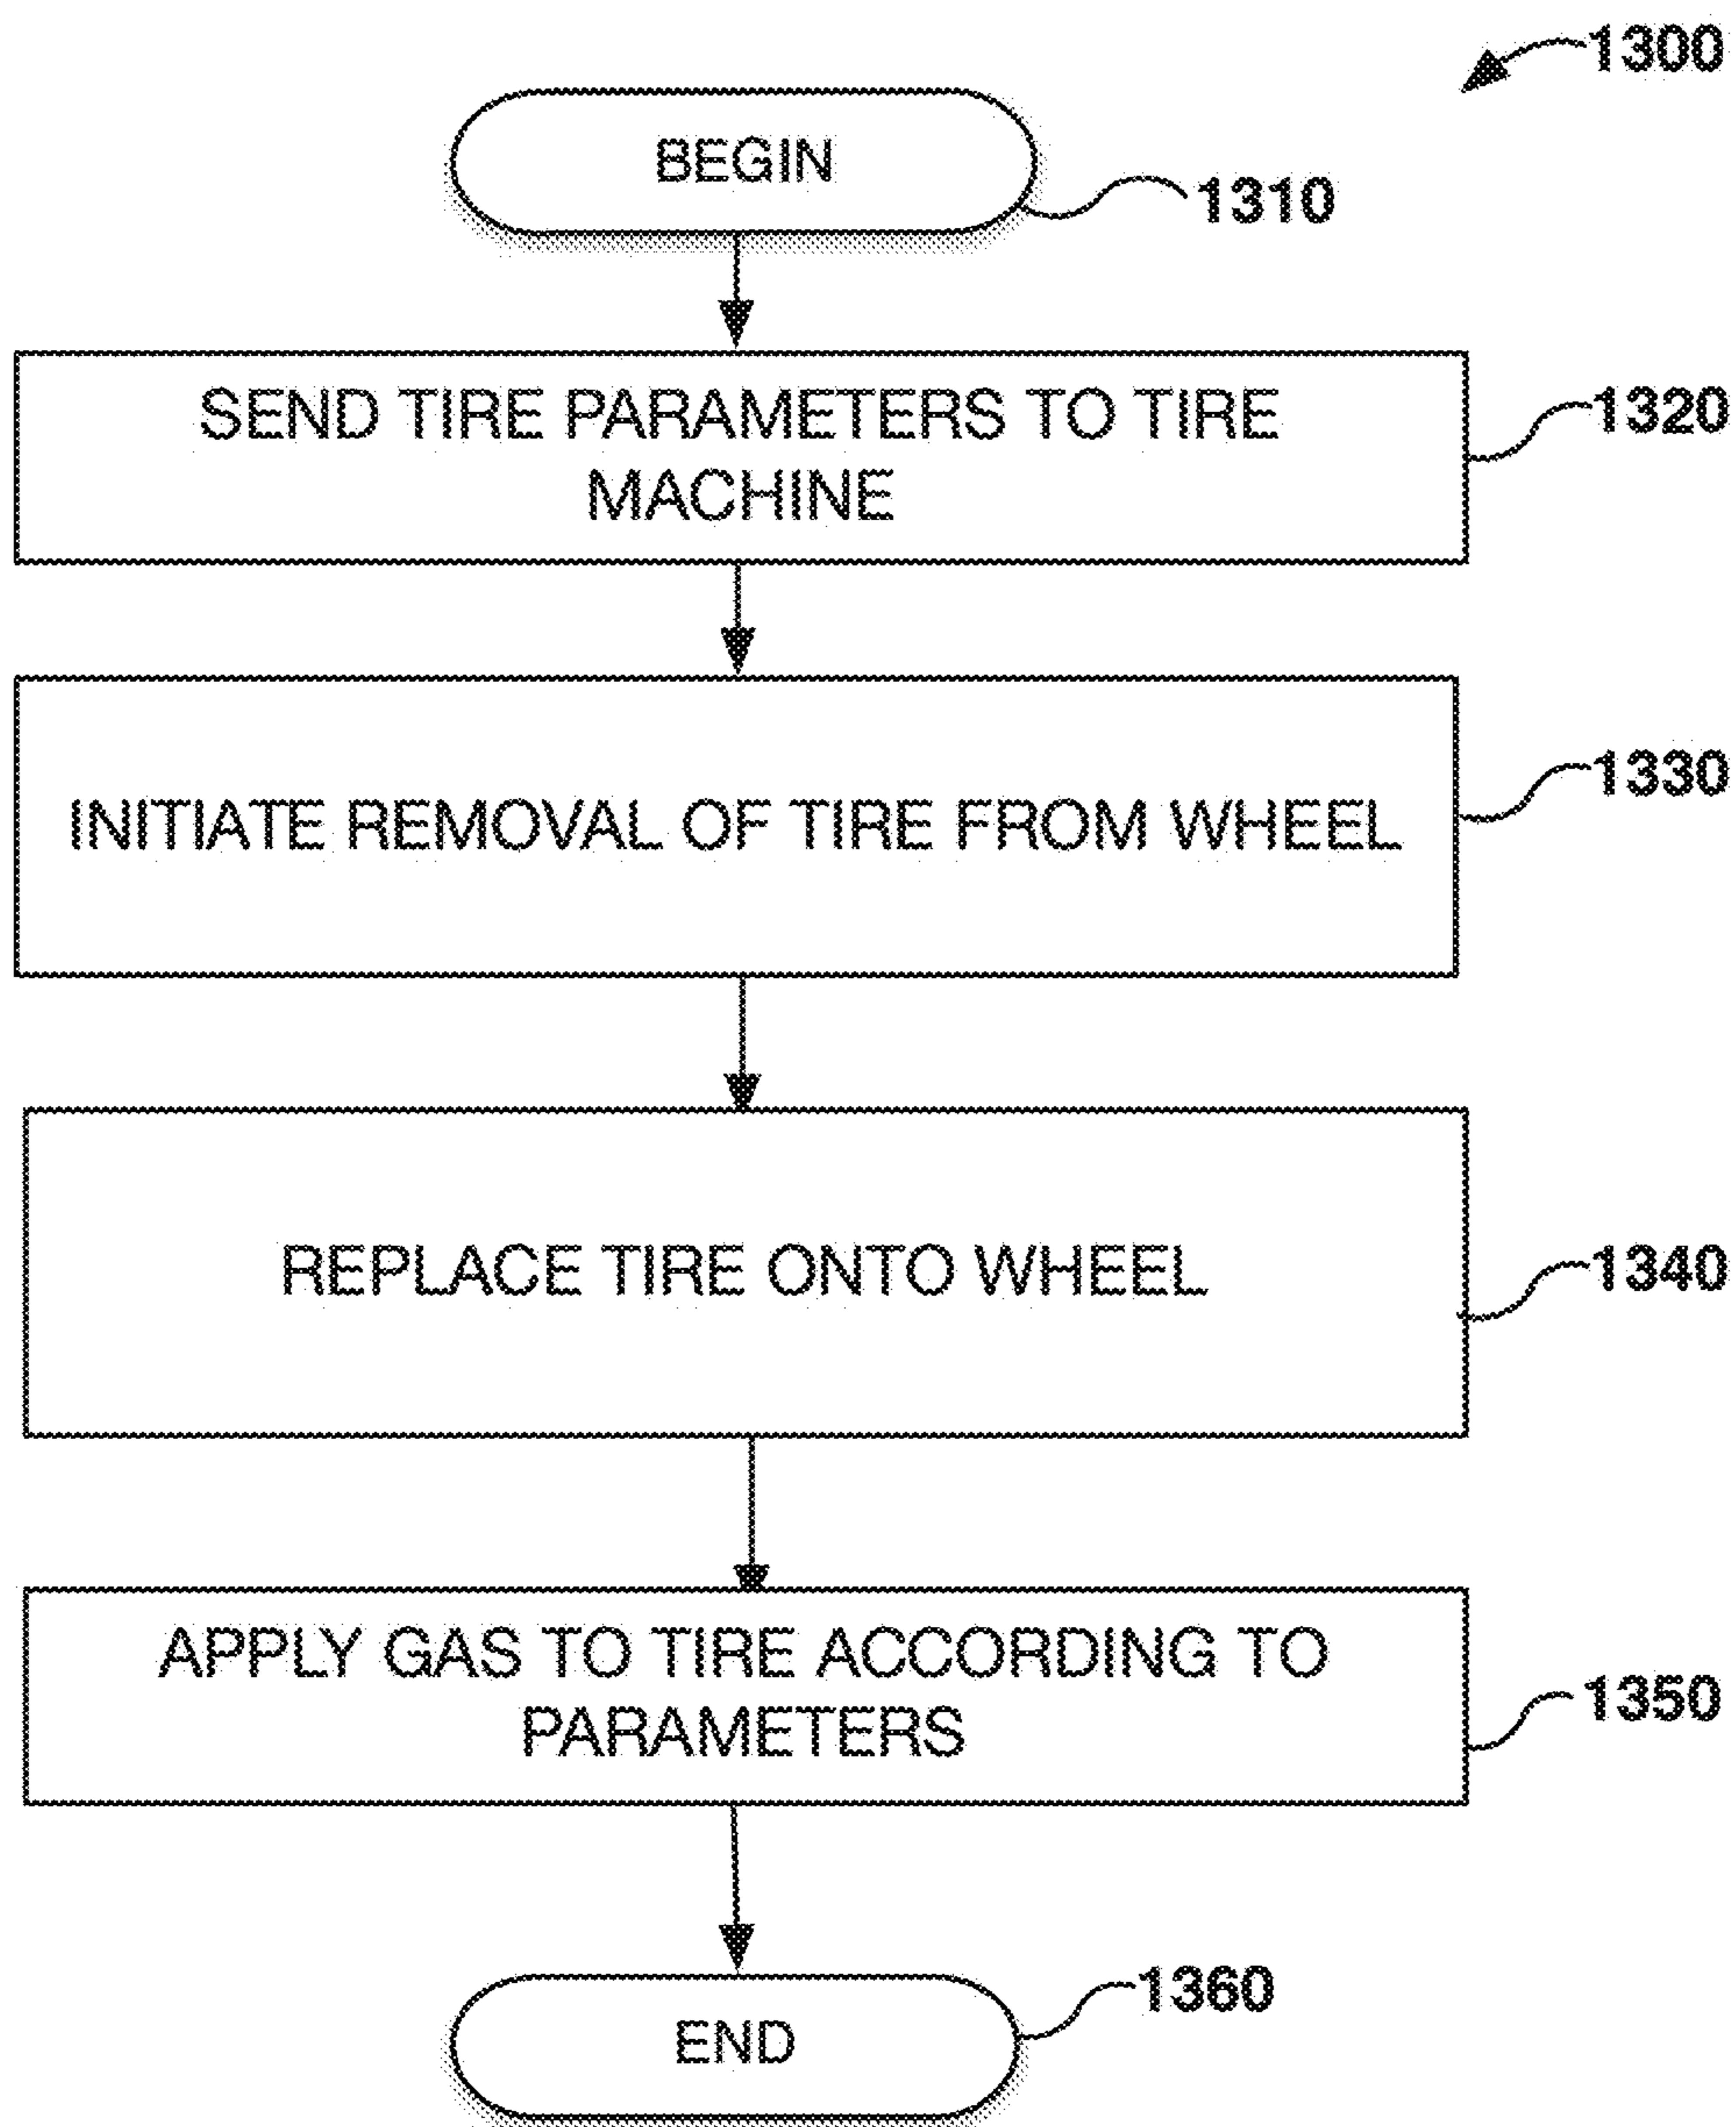 1300
BEGIN
1310
SEND TIRE PARAMETERS TO TIRE
MACHINE
1320
INITIATE REMOVAL OF TIRE FROM WHEEL
1330
REPLACE TIRE ONTO WHEEL
1340
APPLY GAS TO TIRE ACCORDING TO
PARAMETERS
1350
END
1360